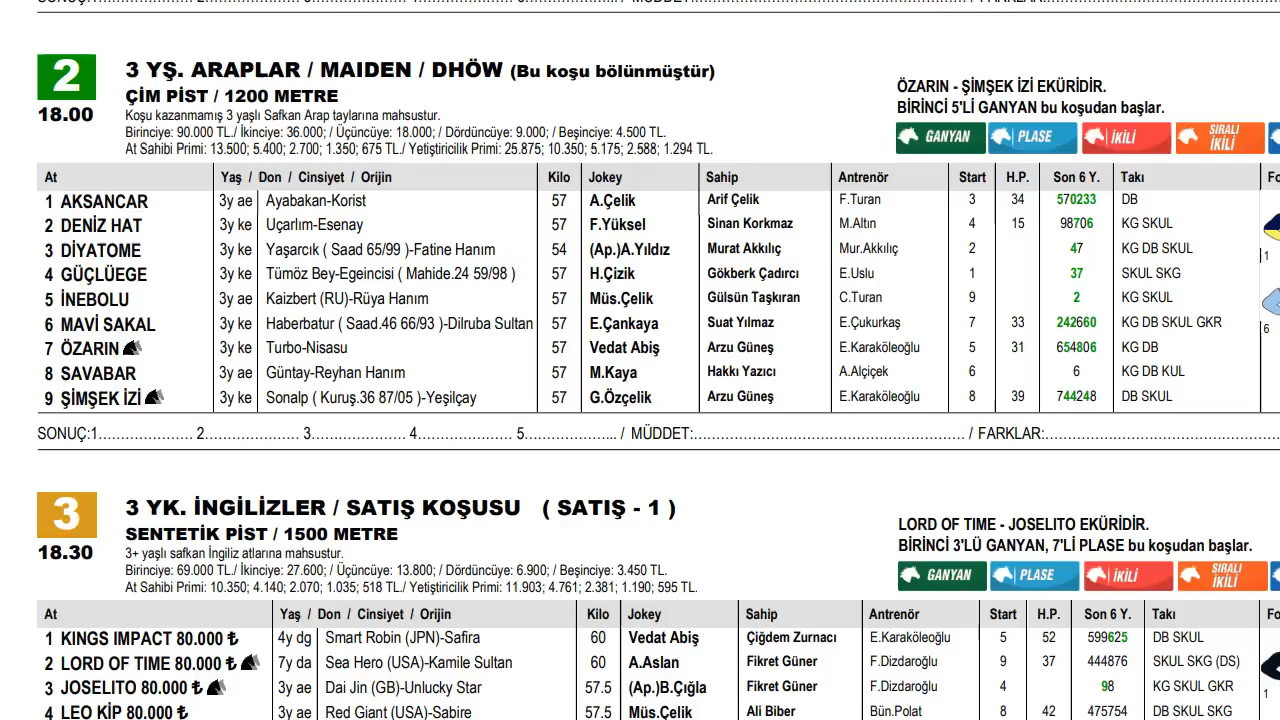 SONUÇ:1………………… 2………………… 3………………… 4………………… 5……………….... / MÜDDET:……………………………………………… / FARKLAR:……………………………………
2
18.00
3 YŞ. ARAPLAR / MAIDEN / DHÖW (Bu koşu bölünmüştür)
ÇİM PİST / 1200 METRE
Koşu kazanmamış 3 yaşlı Safkan Arap taylarına mahsustur.
Birinciye: 90.000 TL./ İkinciye: 36.000; / Üçüncüye: 18.000; / Dördüncüye: 9.000; / Beşinciye: 4.500 TL.
At Sahibi Primi: 13.500; 5.400; 2.700; 1.350; 675 TL./ Yetiştiricilik Primi: 25.875; 10.350; 5.175; 2.588; 1.294 TL.
ÖZARIN - ŞİMŞEK İZİ EKÜRİDİR.
BİRİNCİ 5'Lİ GANYAN bu koşudan başlar.
GANYAN PLASE İKİLİ SIRALI İKİLİ
At Yaş / Don / Cinsiyet / Orijin Kilo Jokey Sahip Antrenör Start H.P. Son 6 Y. Takı Fo
1 AKSANCAR 3y ae Ayabakan-Korist 57 A.Çelik Arif Çelik F.Turan 3 34 570233 DB
2 DENİZ HAT 3y ke Uçarlım-Esenay 57 F.Yüksel Sinan Korkmaz M.Altın 4 15 98706 KG SKUL
3 DİYATOME 3y ke Yaşarcık ( Saad 65/99 )-Fatine Hanım 54 (Ap.)A.Yıldız Murat Akkılıç Mur.Akkılıç 2 47 KG DB SKUL 1
4 GÜÇLÜEGE 3y ke Tümöz Bey-Egeincisi ( Mahide.24 59/98 ) 57 H.Çizik Gökberk Çadırcı E.Uslu 1 37 SKUL SKG
5 İNEBOLU 3y ae Kaizbert (RU)-Rüya Hanım 57 Müs.Çelik Gülsün Taşkıran C.Turan 9 2 KG SKUL
6 MAVİ SAKAL 3y ke Haberbatur ( Saad.46 66/93 )-Dilruba Sultan 57 E.Çankaya Suat Yılmaz E.Çukurkaş 7 33 242660 KG DB SKUL GKR 6
7 ÖZARIN 3y ke Turbo-Nisasu 57 Vedat Abiş Arzu Güneş E.Karaköleoğlu 5 31 654806 KG DB
8 SAVABAR 3y ae Güntay-Reyhan Hanım 57 M.Kaya Hakkı Yazıcı A.Alçiçek 6 6 KG DB KUL
9 ŞİMŞEK İZİ 3y ke Sonalp ( Kuruş.36 87/05 )-Yeşilçay 57 G.Özçelik Arzu Güneş E.Karaköleoğlu 8 39 744248 DB SKUL
SONUÇ:1………………… 2………………… 3………………… 4………………… 5……………….... / MÜDDET:……………………………………………… / FARKLAR:……………………………………
3
18.30
3 YK. İNGİLİZLER / SATIŞ KOŞUSU ( SATIŞ - 1 )
SENTETİK PİST / 1500 METRE
3+ yaşlı safkan İngiliz atlarına mahsustur.
Birinciye: 69.000 TL./ İkinciye: 27.600; / Üçüncüye: 13.800; / Dördüncüye: 6.900; / Beşinciye: 3.450 TL.
At Sahibi Primi: 10.350; 4.140; 2.070; 1.035; 518 TL./ Yetiştiricilik Primi: 11.903; 4.761; 2.381; 1.190; 595 TL.
LORD OF TIME - JOSELITO EKÜRİDİR.
BİRİNCİ 3'LÜ GANYAN, 7'Lİ PLASE bu koşudan başlar.
GANYAN PLASE İKİLİ SIRALI İKİLİ
At Yaş / Don / Cinsiyet / Orijin Kilo Jokey Sahip Antrenör Start H.P. Son 6 Y. Takı Fo
1 KINGS IMPACT 80.000 ₺ 4y dg Smart Robin (JPN)-Safira 60 Vedat Abiş Çiğdem Zurnacı E.Karaköleoğlu 5 52 599625 DB SKUL
2 LORD OF TIME 80.000 ₺ 7y da Sea Hero (USA)-Kamile Sultan 60 A.Aslan Fikret Güner F.Dizdaroğlu 9 37 444876 SKUL SKG (DS)
3 JOSELITO 80.000 ₺ 3y ae Dai Jin (GB)-Unlucky Star 57.5 (Ap.)B.Çığla Fikret Güner F.Dizdaroğlu 4 98 KG SKUL GKR 1
4 LEO KİP 80.000 ₺ 3y ae Red Giant (USA)-Sabire 57.5 Müs.Çelik Ali Biber Bün.Polat 8 42 475754 DB SKUL SKG